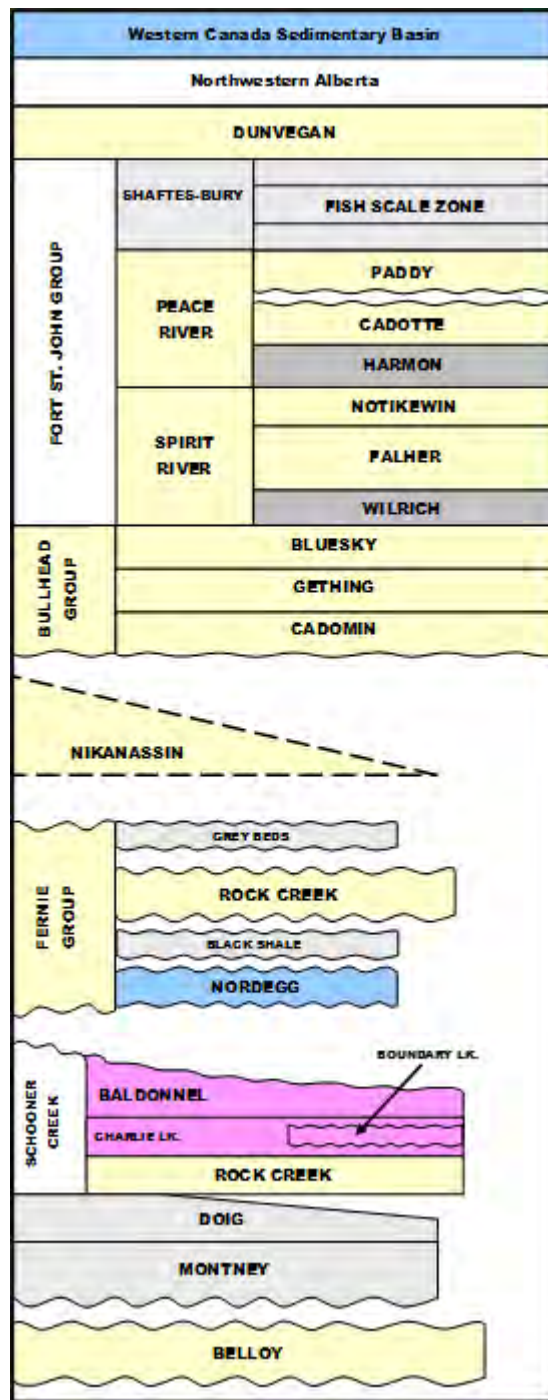 Western Canada Sedimentary Basin
Northwestern Alberta
DUNVEGAN
FORT ST. JOHN GROUP
SHAFTES-BURY
FISH SCALE ZONE
PEACE
RIVER
PADDY
CADOTTE
HARMON
SPIRIT
RIVER
NOTIKEWIN
FALHER
WILRICH
BULLHEAD
GROUP
BLUESKY
GETHING
CADOMIN
NIKANASSIN
FERNIE
GROUP
GREY BEDS
ROCK CREEK
BLACK SHALE
NORDEGG
BOUNDARY LK.
SCHOONER
CREEK
BALDONNEL
CHARLIE LK.
ROCK CREEK
DOIG
MONTNEY
BELLOY